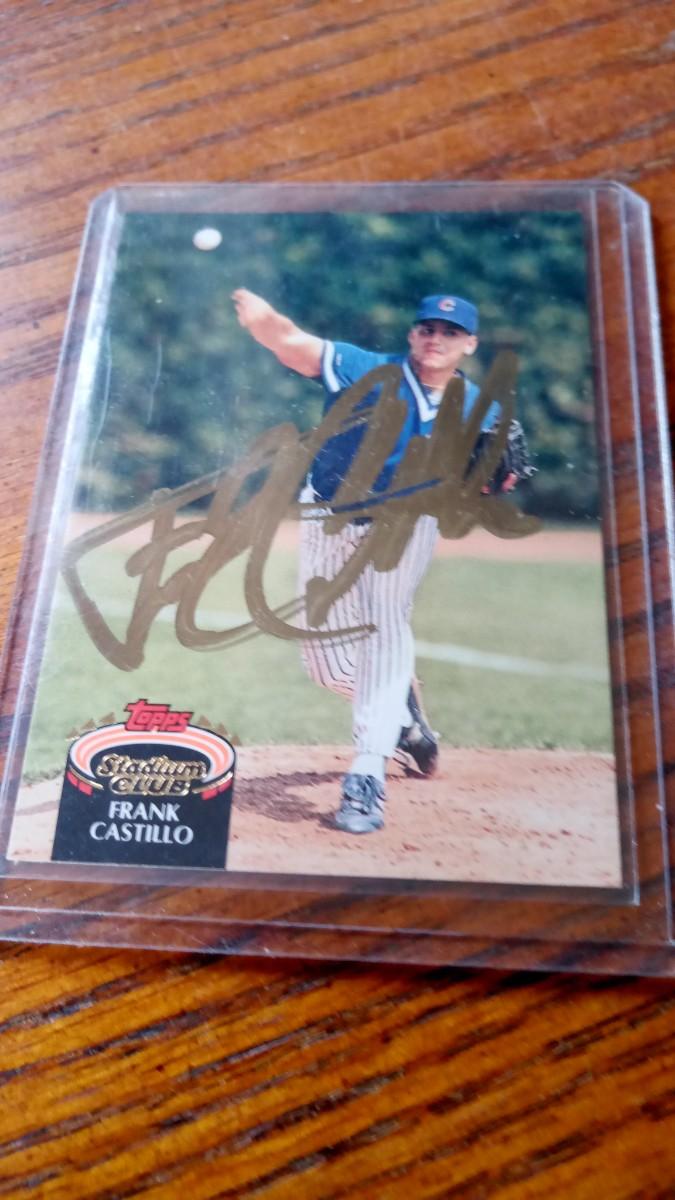 C
Topps
Stadium
CLUB
FRANK
CASTILLO